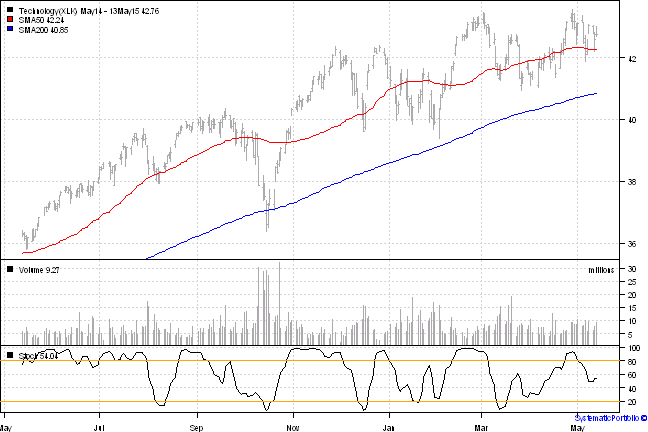 Technology(XLK) May14 - 13May15 42.76
SMA50 42.24
SMA200 40.85
42
40
38
36
Volume 9.27
millions
30
25
20
15
10
5
Stoch 54.04
100
80
60
40
20
May Jul Sep Nov Jan Mar May
SystematicPortfolio ©